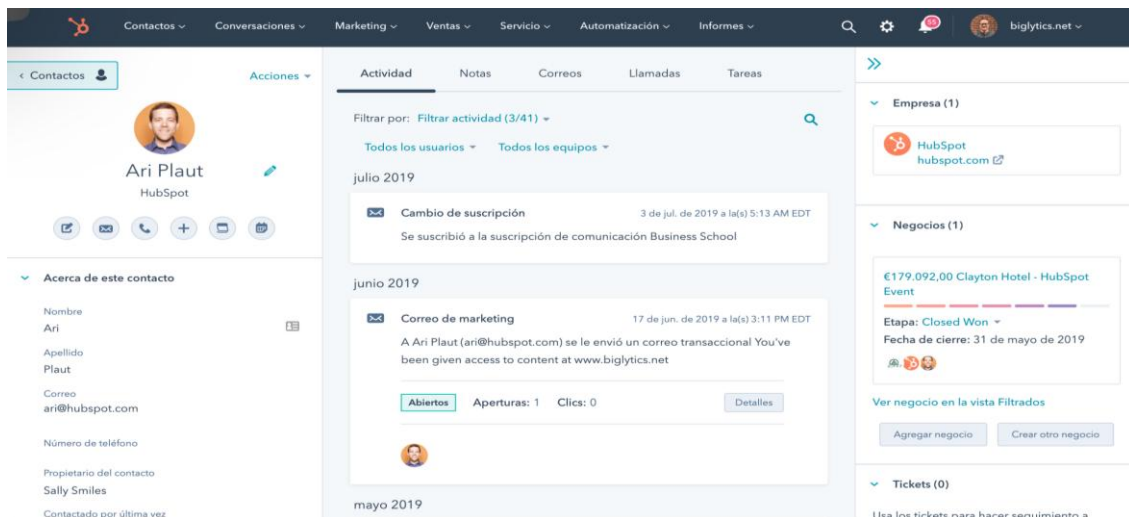 Contactos
Conversaciones
Marketing
Ventas
Servicio
Automatización
Informes
55
biglytics.net
Contactos
Acciones
Ari Plaut
HubSpot
Acerca de este contacto
Nombre
Ari
Apellido
Plaut
Correo
ari@hubspot.com
Número de teléfono
Propietario del contacto
Sally Smiles
Contactado por última vez
Actividad
Notas
Correos
Llamadas
Tareas
Filtrar por: Filtrar actividad (3/41)
Todos los usuarios
Todos los equipos
julio 2019
Cambio de suscripción
3 de jul. de 2019 a la(s) 5:13 AM EDT
Se suscribió a la suscripción de comunicación Business School
junio 2019
Correo de marketing
17 de jun. de 2019 a la(s) 3:11 PM EDT
A Ari Plaut (ari@hubspot.com) se le envió un correo transaccional You've
been given access to content at www.biglytics.net
Abiertos
Aperturas: 1
Clics: 0
Detalles
mayo 2019
Empresa (1)
HubSpot
hubspot.com
Negocios (1)
€179.092,00 Clayton Hotel - HubSpot
Event
Etapa: Closed Won
Fecha de cierre: 31 de mayo de 2019
Ver negocio en la vista Filtrados
Agregar negocio
Crear otro negocio
Tickets (0)
Usa los tickets para hacer seguimiento a